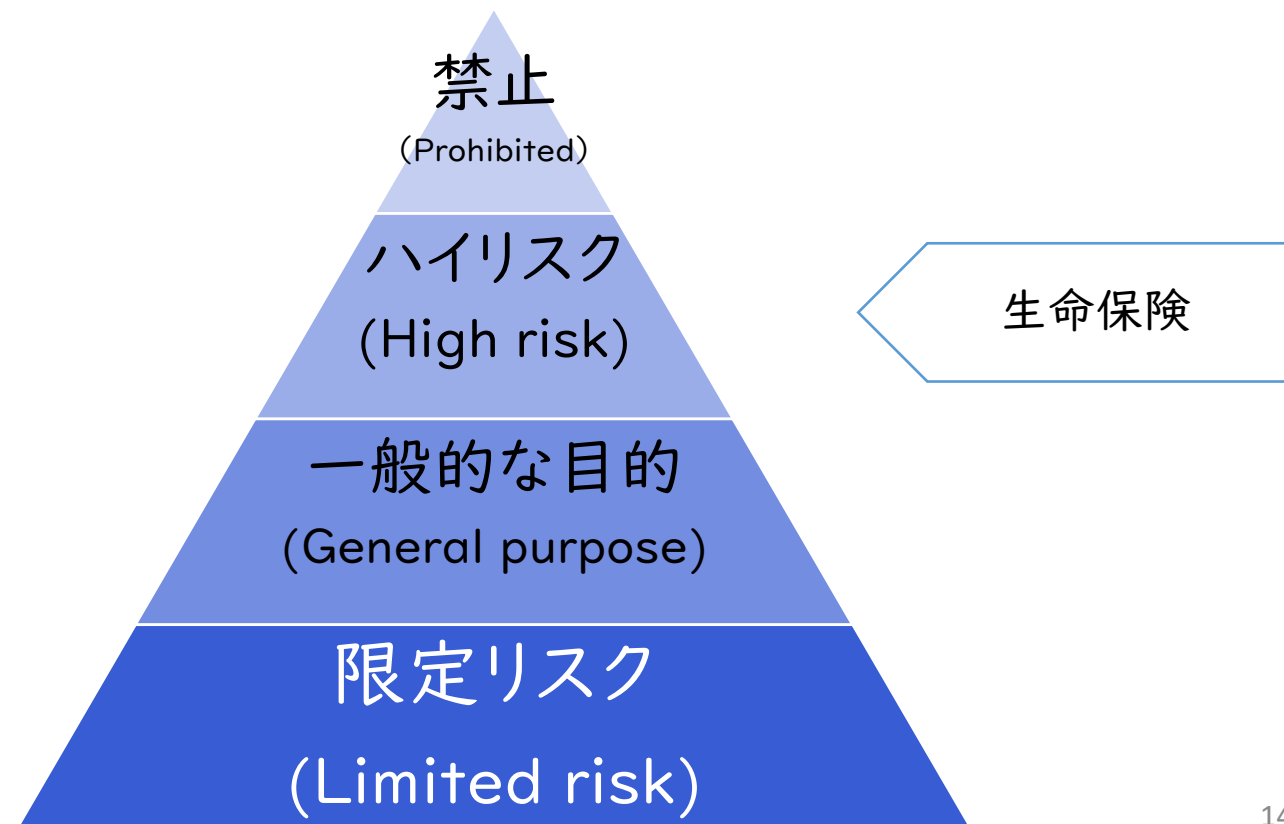 禁止
（Prohibited）
ハイリスク
(High risk)
生命保険
一般的な目的
(General purpose)
限定リスク
(Limited risk)
14